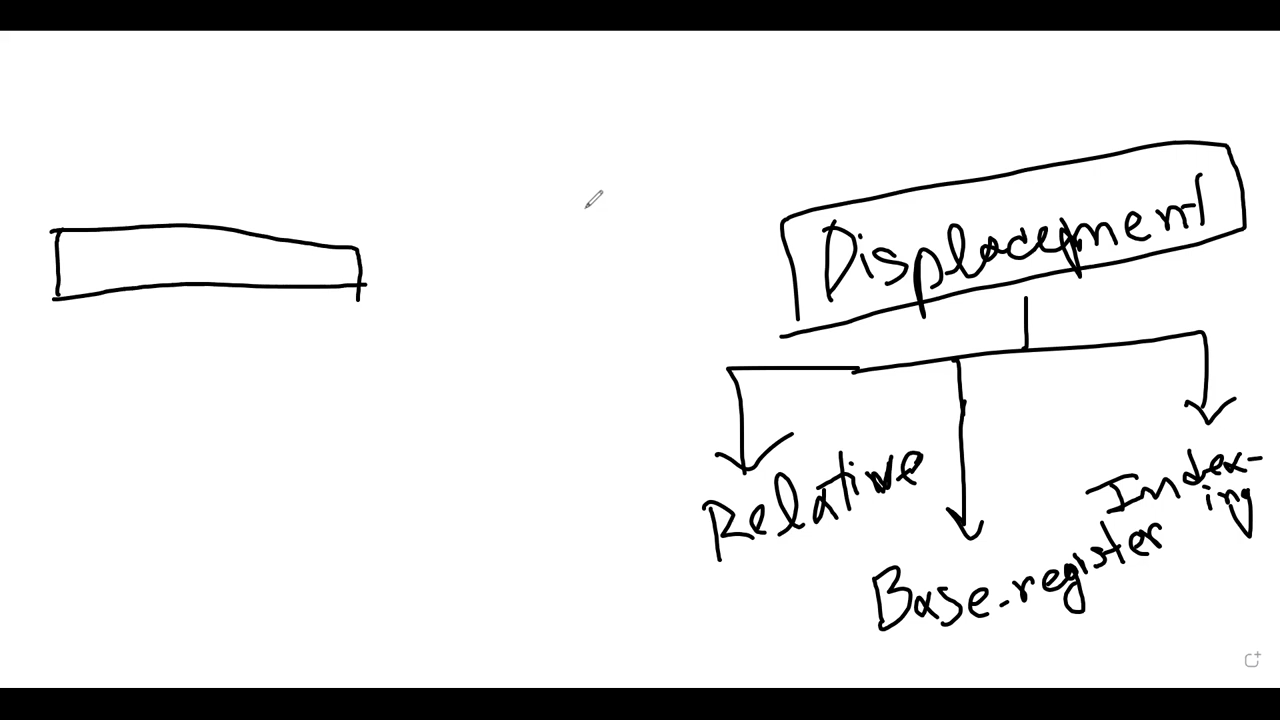 Displacement
Relative
Base-register
Index-
ing